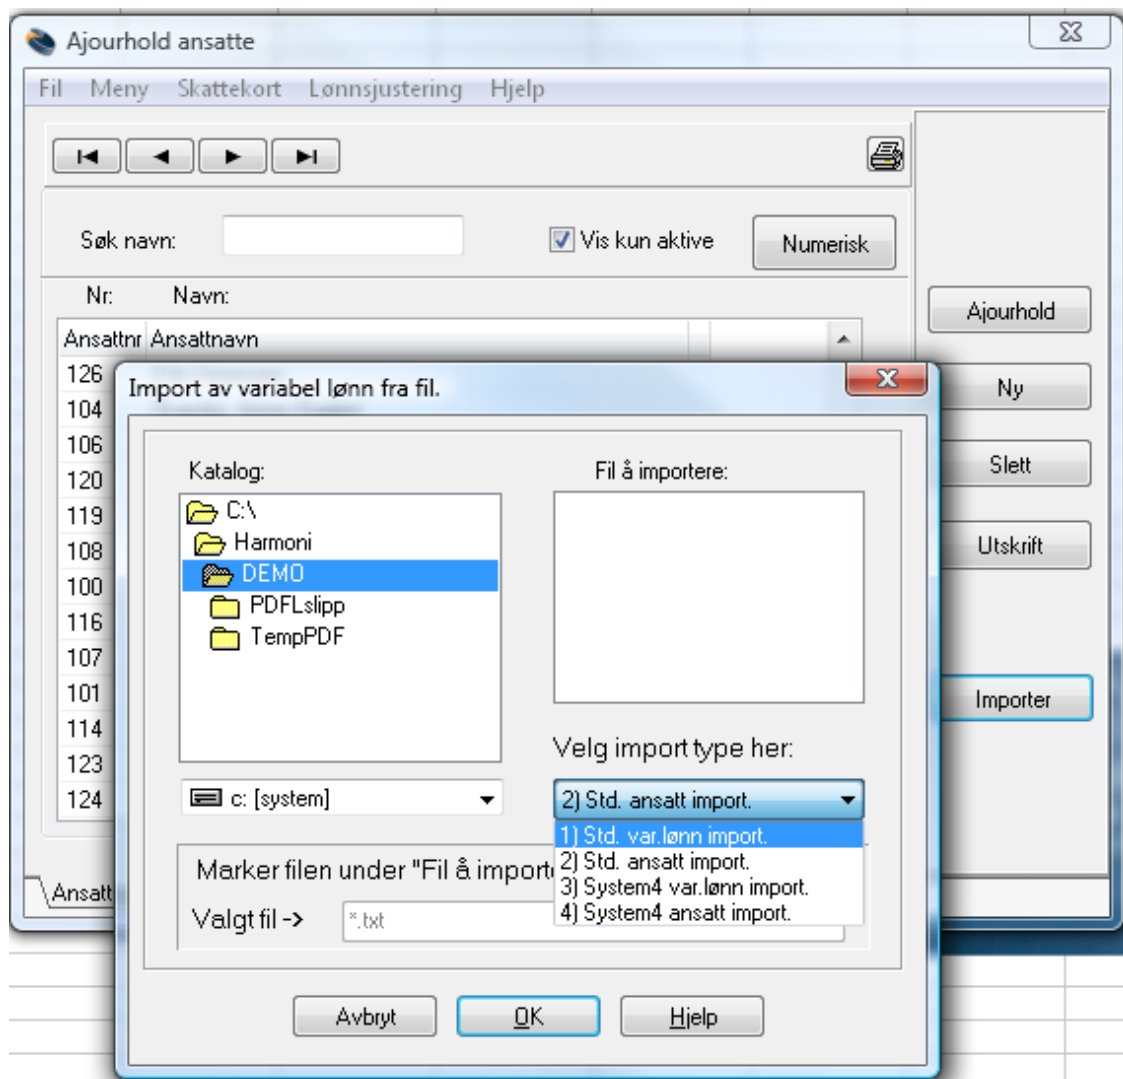 Ajourhold ansatte
Fil Meny Skattekort Lønnsjustering Hjelp
Søk navn:
Vis kun aktive
Numerisk
Nr: Navn:
Ansattnr Ansattnavn
126
104
106
120
119
108
100
116
107
101
114
123
124
Ansatt
Ajourhold
Ny
Slett
Utskrift
Importer
Import av variabel lønn fra fil.
Katalog:
C:\
Harmoni
DEMO
PDFLslipp
TempPDF
c: [system]
Fil å importere:
Velg import type her:
2) Std. ansatt import.
1) Std. var.lønn import.
2) Std. ansatt import.
3) System4 var.lønn import.
4) System4 ansatt import.
Marker filen under "Fil å importe
Valgt fil -> *.txt
Avbryt OK Hjelp